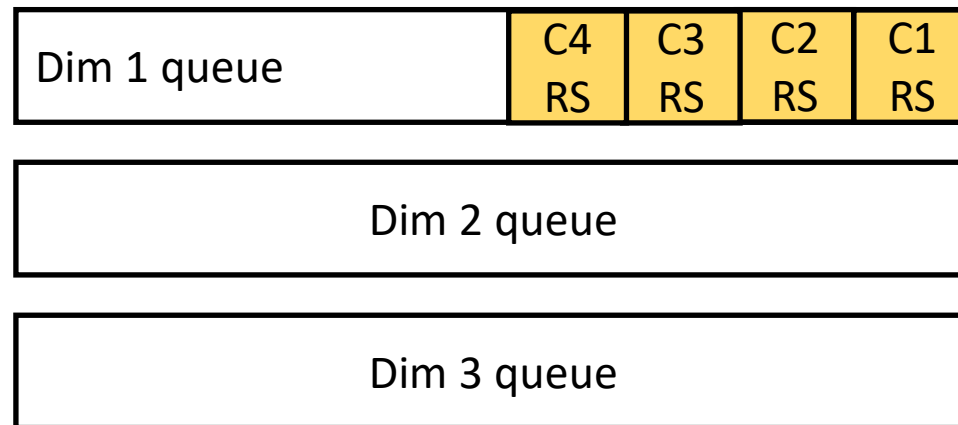 Dim 1 queue
C4 RS
C3 RS
C2 RS
C1 RS
Dim 2 queue
Dim 3 queue